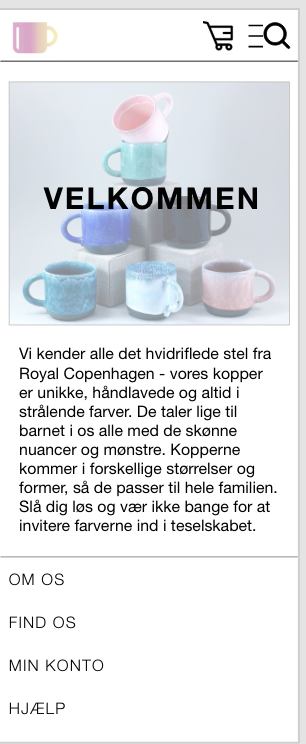 VELKOMMEN
Vi kender alle det hvidriflede stel fra
Royal Copenhagen - vores kopper
er unikke, håndlavede og altid i
strålende farver. De taler lige til
barnet i os alle med de skønne
nuancer og mønstre. Kopperne
kommer i forskellige størrelser og
former, så de passer til hele familien.
Slå dig løs og vær ikke bange for at
invitere farverne ind i teselskabet.
OM OS
FIND OS
MIN KONTO
HJÆLP